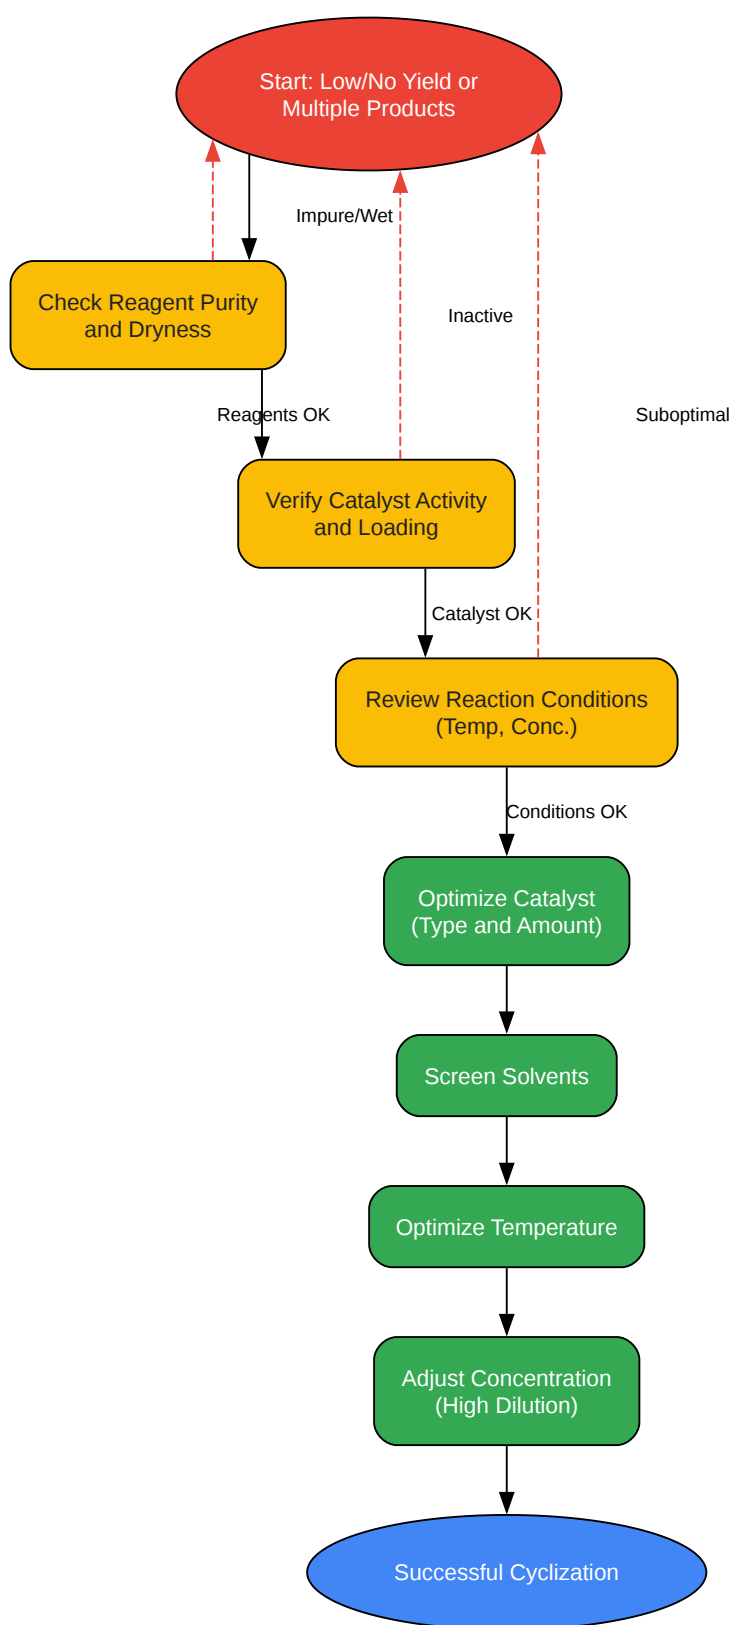 Start: Low/No Yield or
Multiple Products
Impure/Wet
Check Reagent Purity
and Dryness
Inactive
Reagents OK
Suboptimal
Verify Catalyst Activity
and Loading
Catalyst OK
Review Reaction Conditions
(Temp, Conc.)
Conditions OK
Optimize Catalyst
(Type and Amount)
Screen Solvents
Optimize Temperature
Adjust Concentration
(High Dilution)
Successful Cyclization